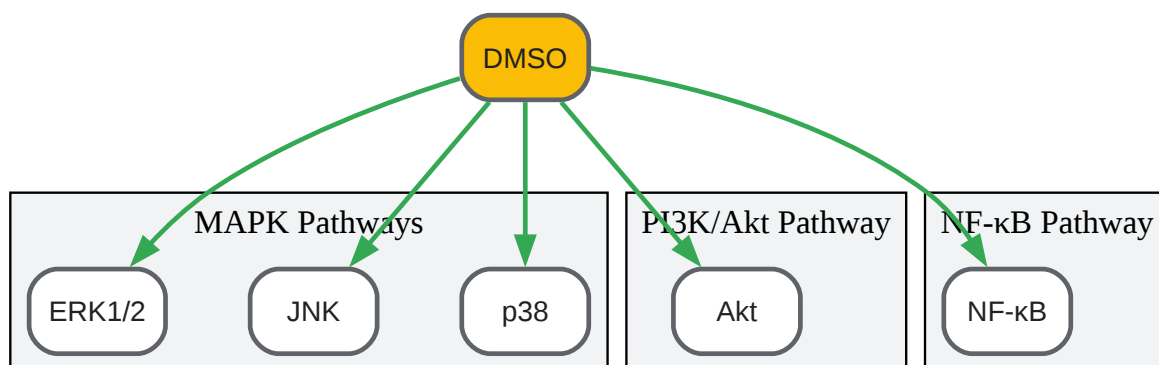 DMSO
MAPK Pathways
PI3K/Akt Pathway
NF-κB Pathway
ERK1/2
JNK
p38
Akt
NF-κB